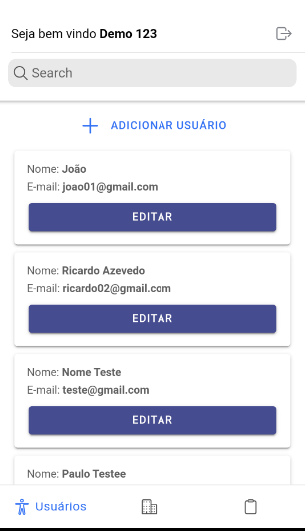 Seja bem vindo Demo 123
Search
ADICIONAR USUÁRIO
Nome: João
E-mail: joao01@gmail.com
EDITAR
Nome: Ricardo Azevedo
E-mail: ricardo02@gmail.com
EDITAR
Nome: Nome Teste
E-mail: teste@gmail.com
EDITAR
Nome: Paulo Testee
Usuários